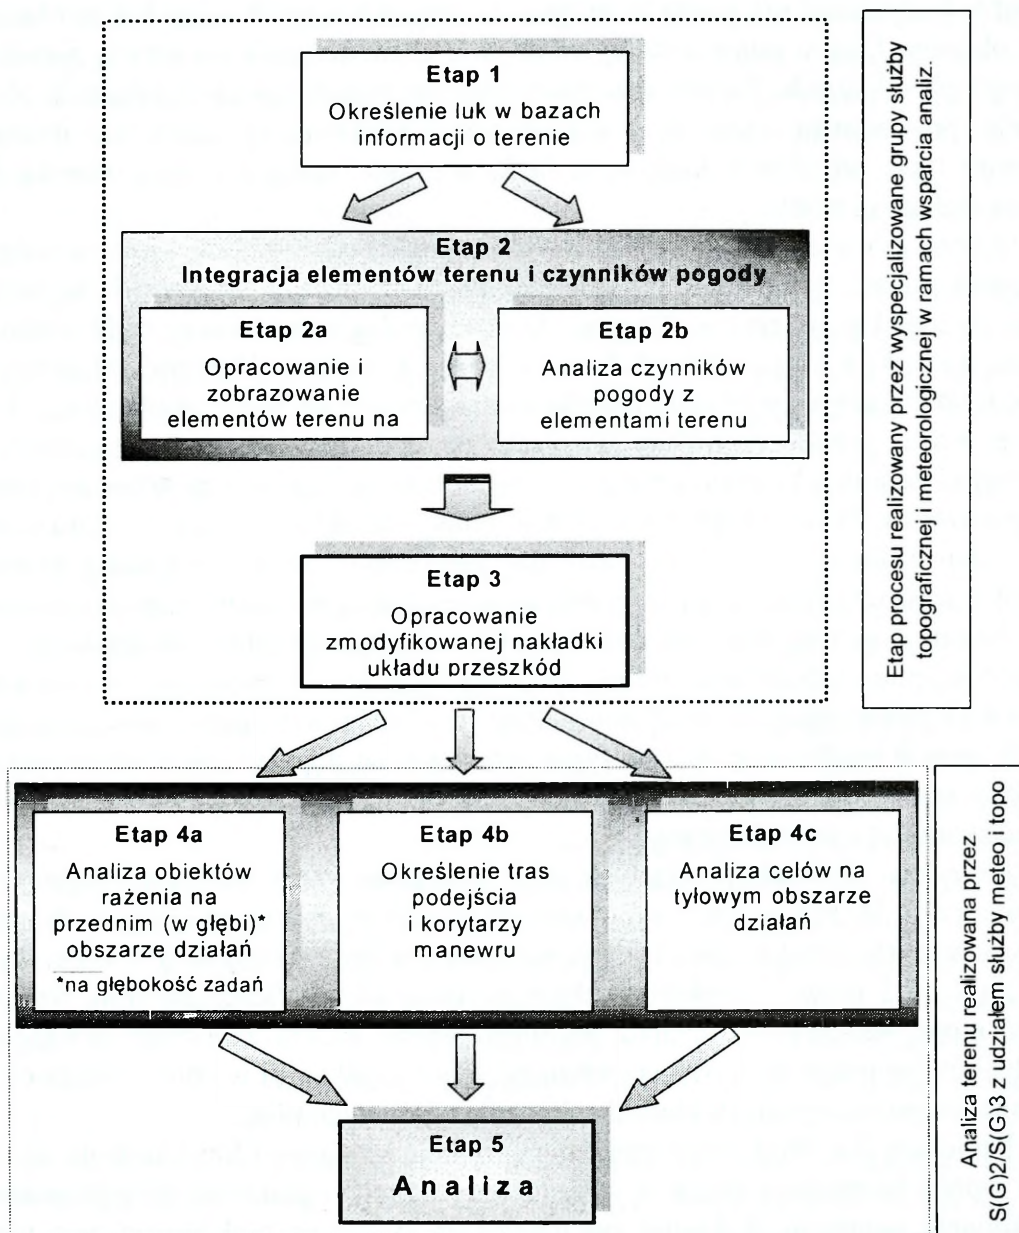 Etap 1
Określenie luk w bazach
informacji o terenie
Etap 2
Integracja elementów terenu i czynników pogody
Etap 2a
Opracowanie i
zobrazowanie
elementów terenu na
Etap 2b
Analiza czynników
pogody z
elementami terenu
Etap 3
Opracowanie
zmodyfikowanej nakładki
układu przeszkód
Etap procesu realizowany przez wyspecjalizowane grupy służby
topograficznej i meteorologicznej w ramach wsparcia analiz.
Etap 4a
Analiza obiektów
rażenia na
przednim (w głębi)*
obszarze działań
*na głębokość zadań
Etap 4b
Określenie tras
podejścia
i korytarzy
manewru
Etap 4c
Analiza celów na
tyłowym obszarze
działań
Analiza terenu realizowana przez
S(G)2/S(G)3 z udziałem służby meteo i topo
Etap 5
Analiza